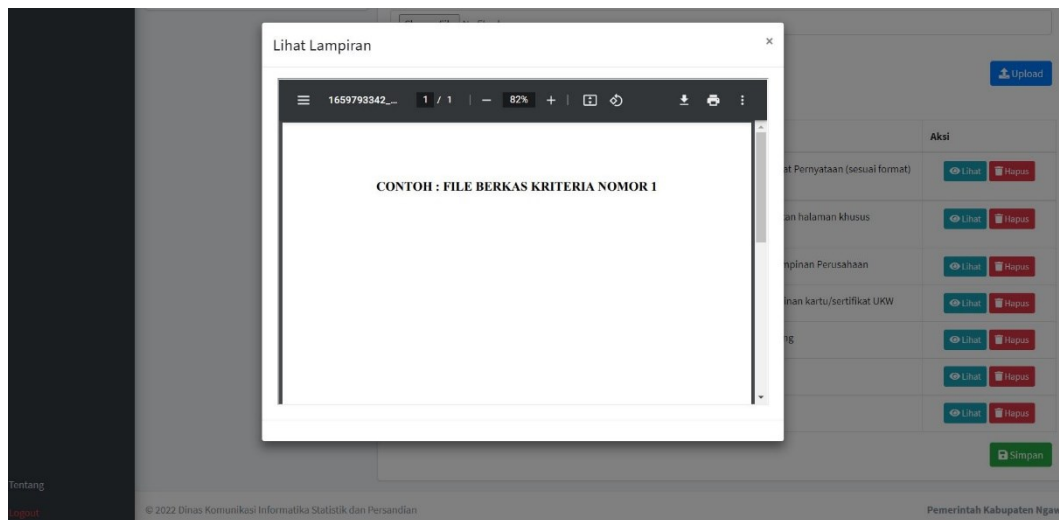 Lihat Lampiran
×
Upload
1659793342_...
1 / 1
82%
CONTOH : FILE BERKAS KRITERIA NOMOR 1
Aksi
at Pernyataan (sesuai format)
Lihat Hapus
an halaman khusus
Lihat Hapus
mpinan Perusahaan
Lihat Hapus
inan kartu/sertifikat UKW
Lihat Hapus
ng
Lihat Hapus
Lihat Hapus
Lihat Hapus
Simpan
Tentang
Logout
© 2022 Dinas Komunikasi Informatika Statistik dan Persandian
Pemerintah Kabupaten Ngaw